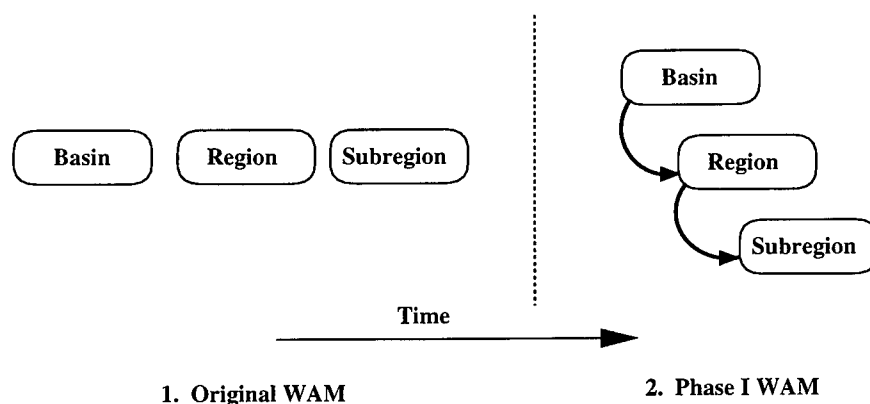 Basin
Region
Subregion
Basin
Region
Subregion
Time
1. Original WAM
2. Phase I WAM